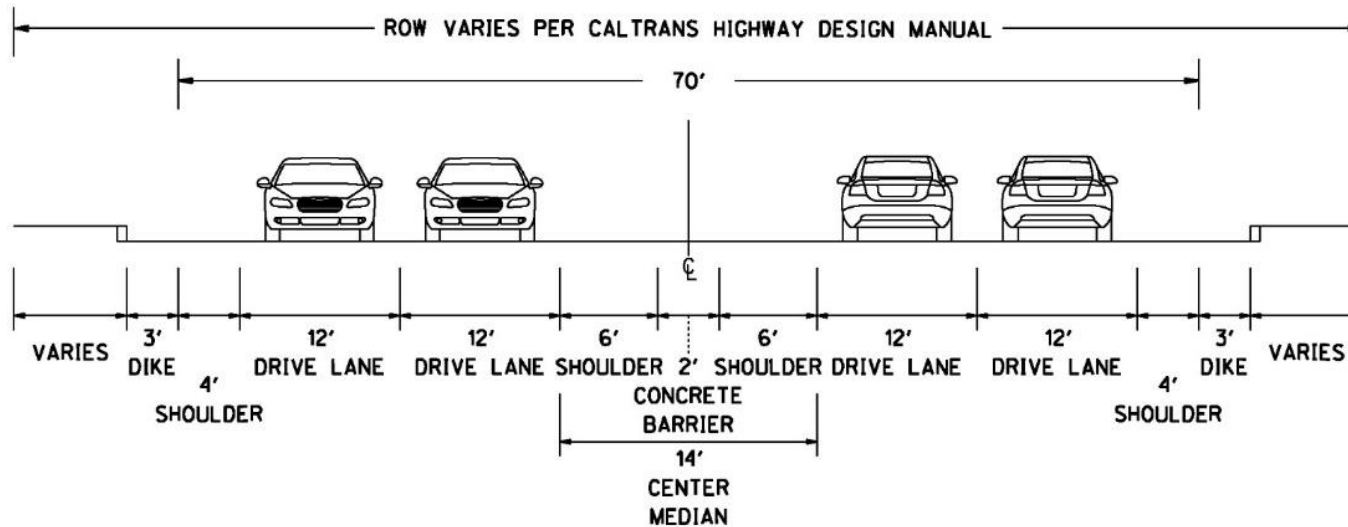 ROW VARIES PER CALTRANS HIGHWAY DESIGN MANUAL
70'
℄
3' 12' 12' 6' 6' 12' 12' 3'
VARIES DIKE DRIVE LANE DRIVE LANE SHOULDER 2' SHOULDER DRIVE LANE DRIVE LANE DIKE VARIES
4' CONCRETE 4'
SHOULDER BARRIER SHOULDER
14'
CENTER
MEDIAN